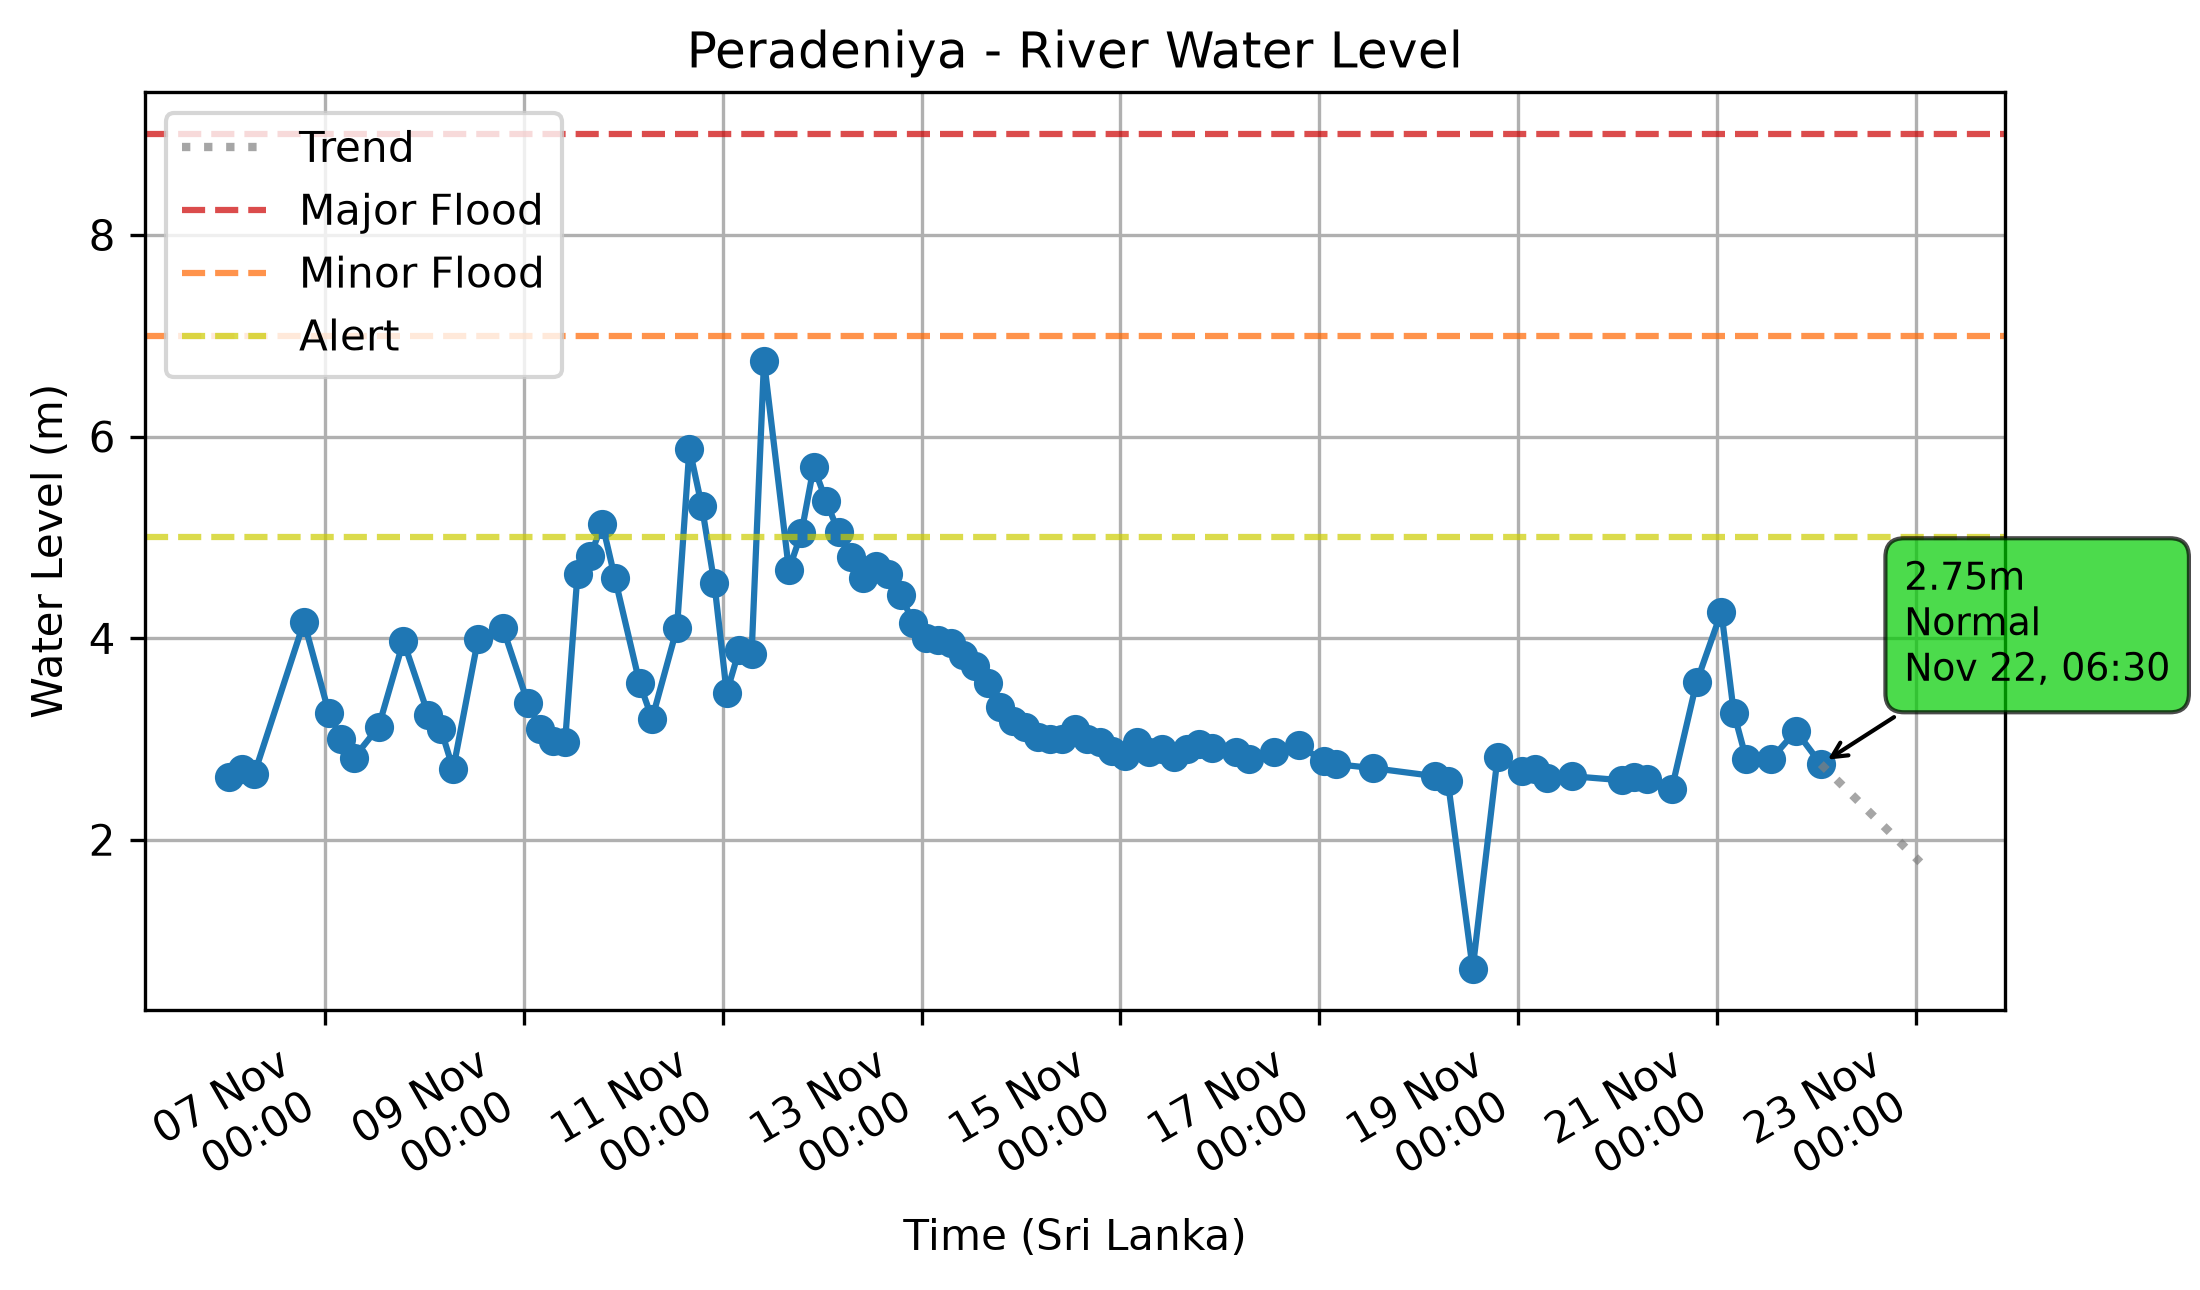 Peradeniya - River Water Level
Trend
Major Flood
Minor Flood
Alert
8
6
4
2
Water Level (m)
2.75m
Normal
Nov 22, 06:30
07 Nov
00:00
09 Nov
00:00
11 Nov
00:00
13 Nov
00:00
15 Nov
00:00
17 Nov
00:00
19 Nov
00:00
21 Nov
00:00
23 Nov
00:00
Time (Sri Lanka)